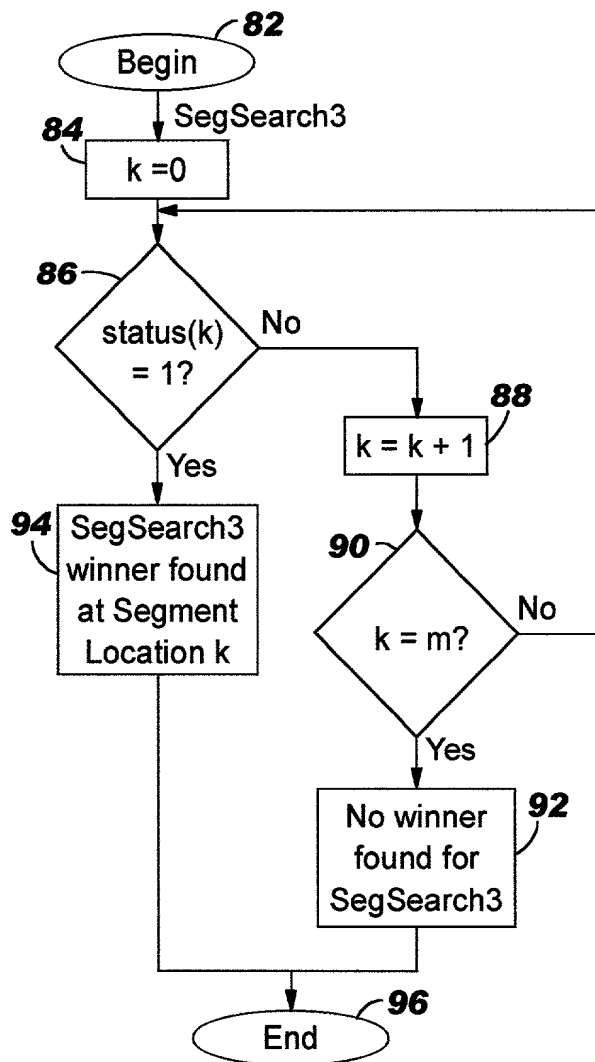 82
Begin
SegSearch3
84
k =0
86
status(k)
= 1?
No
88
k = k + 1
Yes
94
SegSearch3
winner found
at Segment
Location k
90
k = m?
No
Yes
92
No winner
found for
SegSearch3
96
End